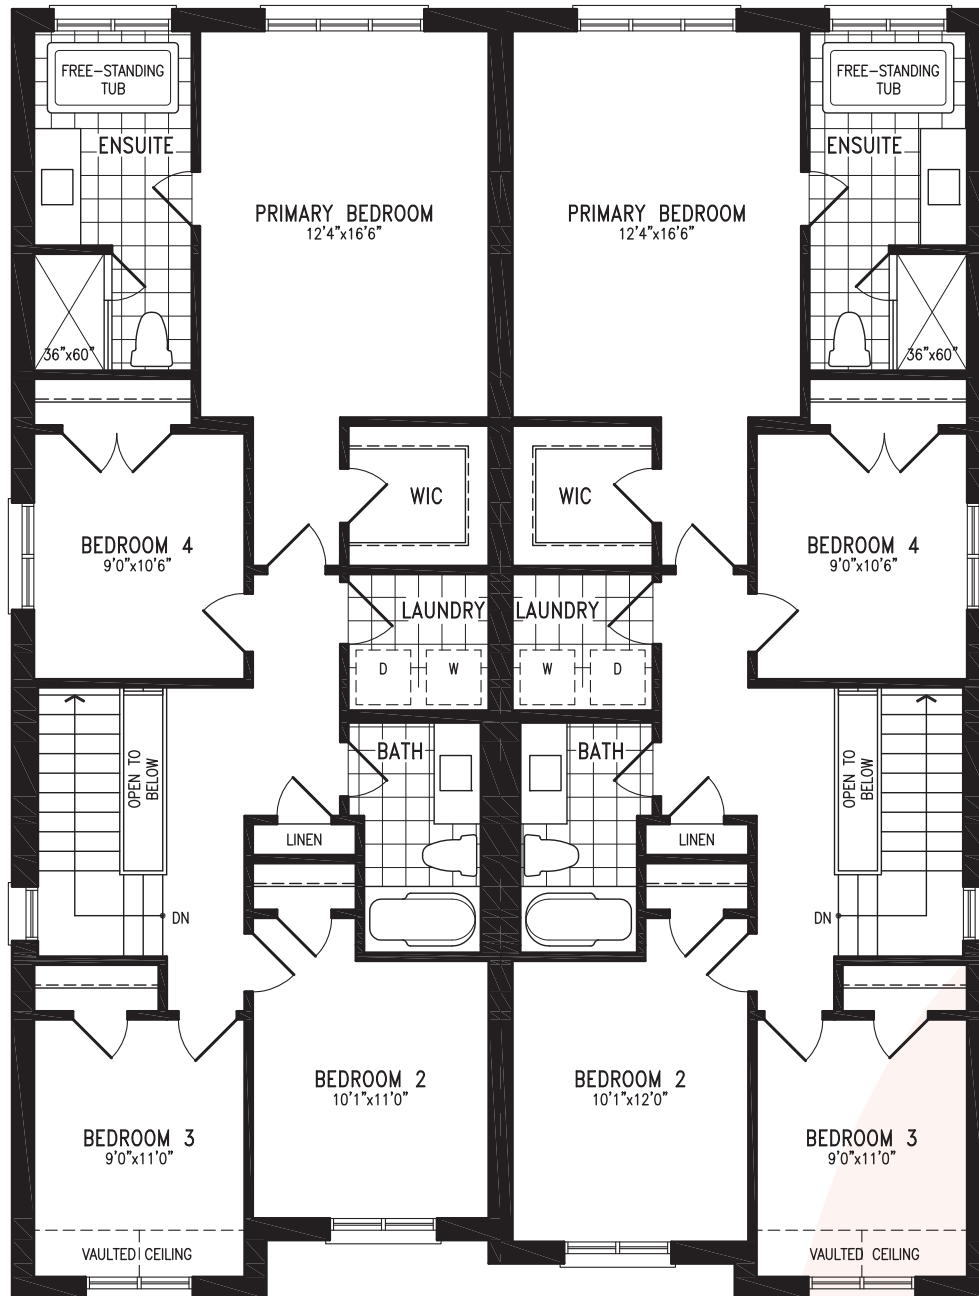 FREE-STANDING
TUB
FREE-STANDING
TUB
ENSUITE
ENSUITE
PRIMARY BEDROOM
12'4"x16'6"
PRIMARY BEDROOM
12'4"x16'6"
36"x60"
36"x60"
WIC
WIC
BEDROOM 4
9'0"x10'6"
BEDROOM 4
9'0"x10'6"
LAUNDRY
LAUNDRY
D
W
W
D
OPEN TO
BELOW
BATH
BATH
OPEN TO
BELOW
LINEN
LINEN
DN
DN
BEDROOM 2
10'1"x11'0"
BEDROOM 2
10'1"x12'0"
BEDROOM 3
9'0"x11'0"
BEDROOM 3
9'0"x11'0"
VAULTED CEILING
VAULTED CEILING